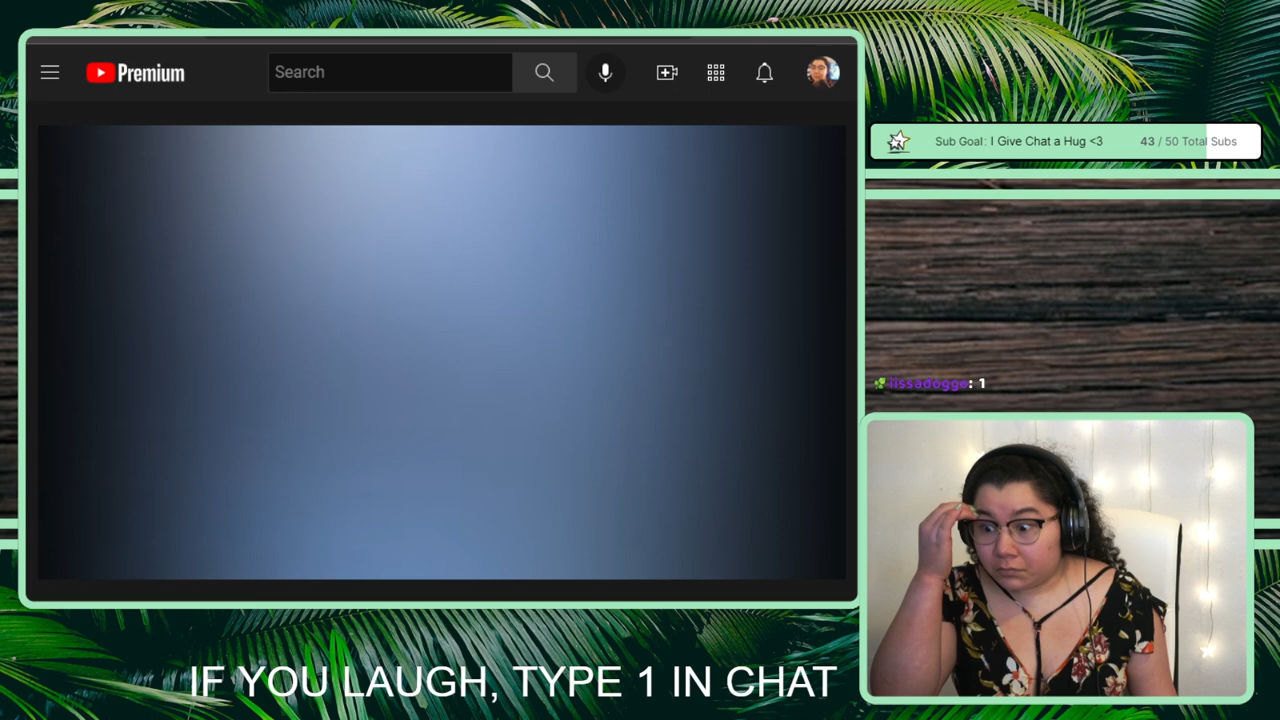 Premium
Search
Sub Goal: I Give Chat a Hug <3
43 / 50 Total Subs
lissadoggo: 1
IF YOU LAUGH, TYPE 1 IN CHAT